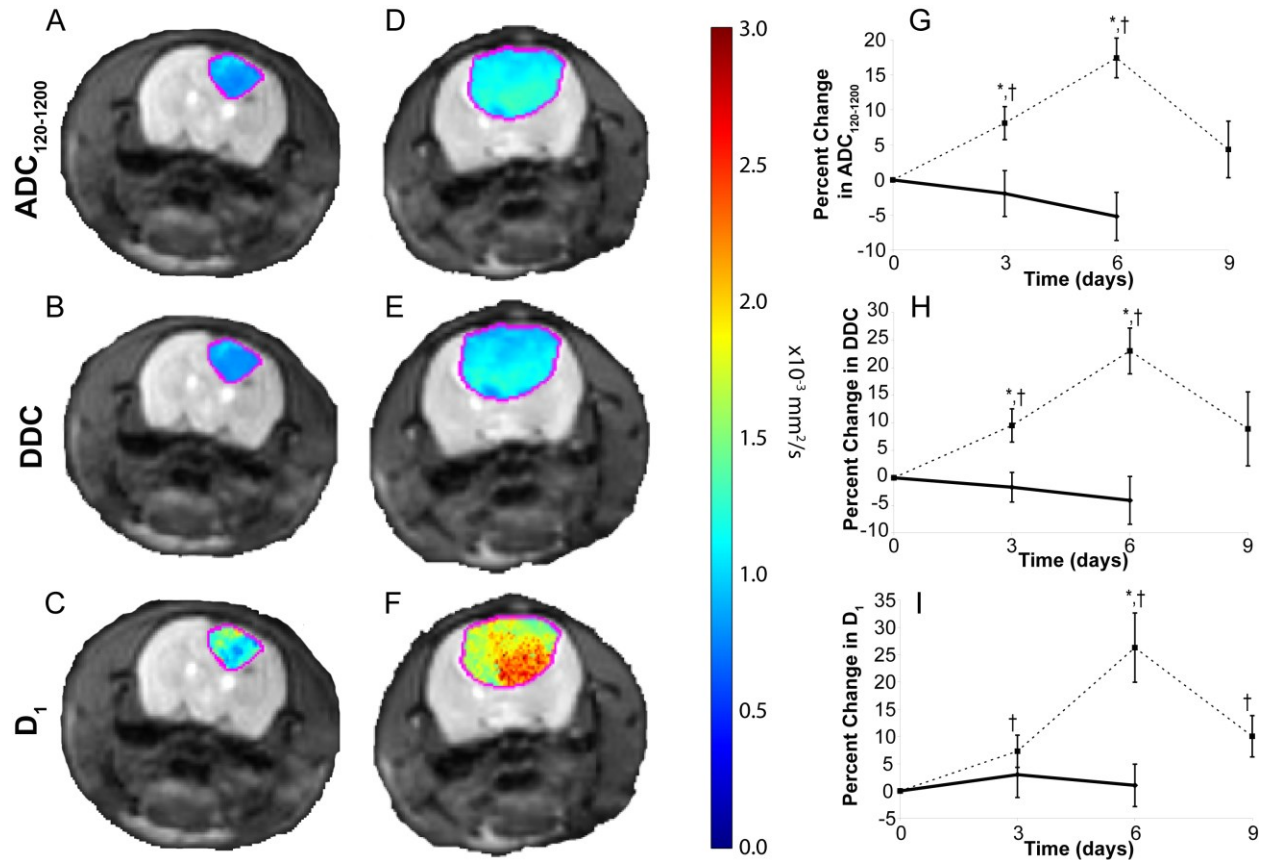 A
D
ADC120-1200
B
E
DDC
C
F
D1
3.0
2.5
2.0
1.5
1.0
0.5
0.0
x10-3 mm2/s
G
Percent Change
in ADC120-1200
20
15
10
5
0
-5
-10
*,†
*,†
0
3
6
9
Time (days)
H
Percent Change in DDC
30
25
20
15
10
5
0
-5
-10
*,†
*,†
0
3
6
9
Time (days)
I
Percent Change in D1
35
30
25
20
15
10
5
0
-5
†
*,†
†
0
3
6
9
Time (days)